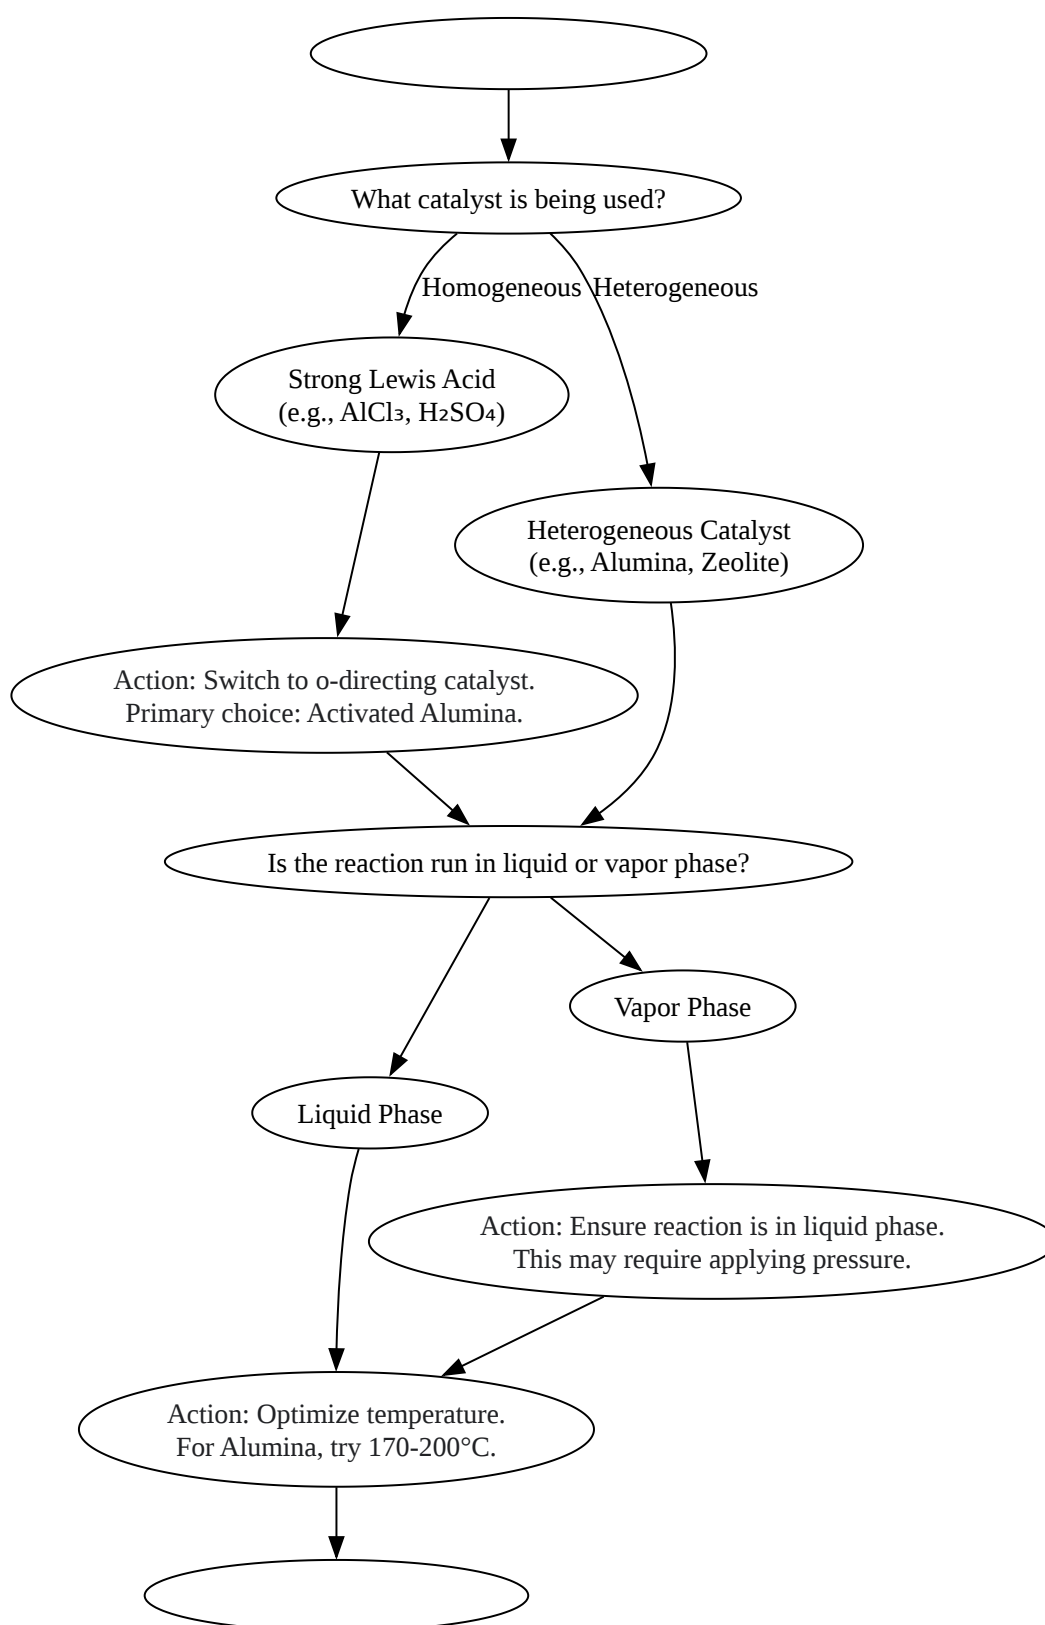 What catalyst is being used?
Homogeneous
Heterogeneous
Strong Lewis Acid
(e.g., AlCl₃, H₂SO₄)
Heterogeneous Catalyst
(e.g., Alumina, Zeolite)
Action: Switch to o-directing catalyst.
Primary choice: Activated Alumina.
Is the reaction run in liquid or vapor phase?
Vapor Phase
Liquid Phase
Action: Ensure reaction is in liquid phase.
This may require applying pressure.
Action: Optimize temperature.
For Alumina, try 170-200°C.